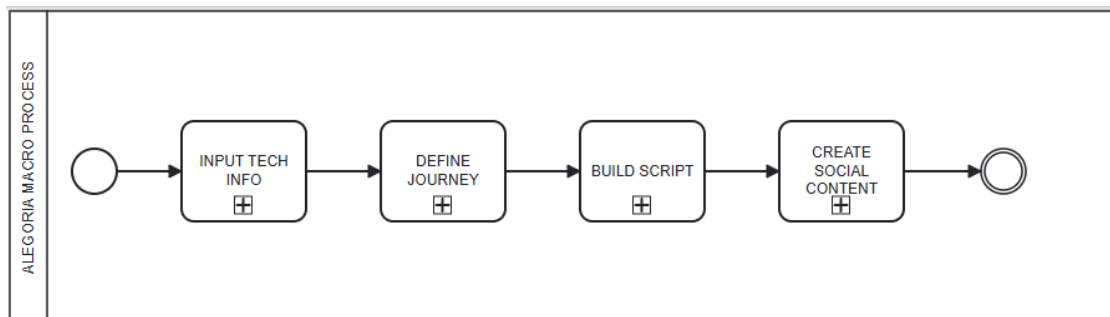 ALEGORIA MACRO PROCESS
INPUT TECH
INFO
DEFINE
JOURNEY
BUILD SCRIPT
CREATE
SOCIAL
CONTENT